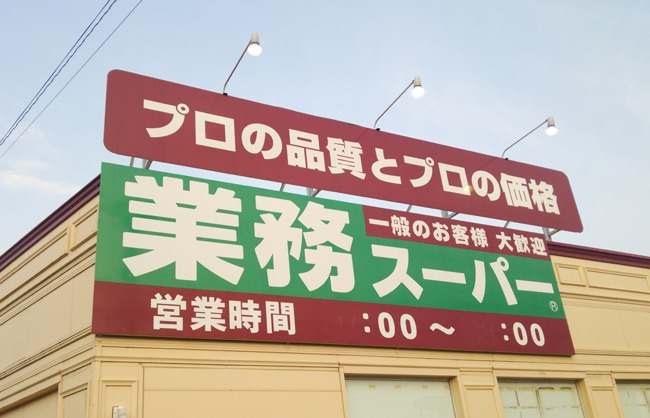 プロの品質とプロの価格
業務スーパー®
一般のお客様 大歓迎
営業時間 :00〜 :00